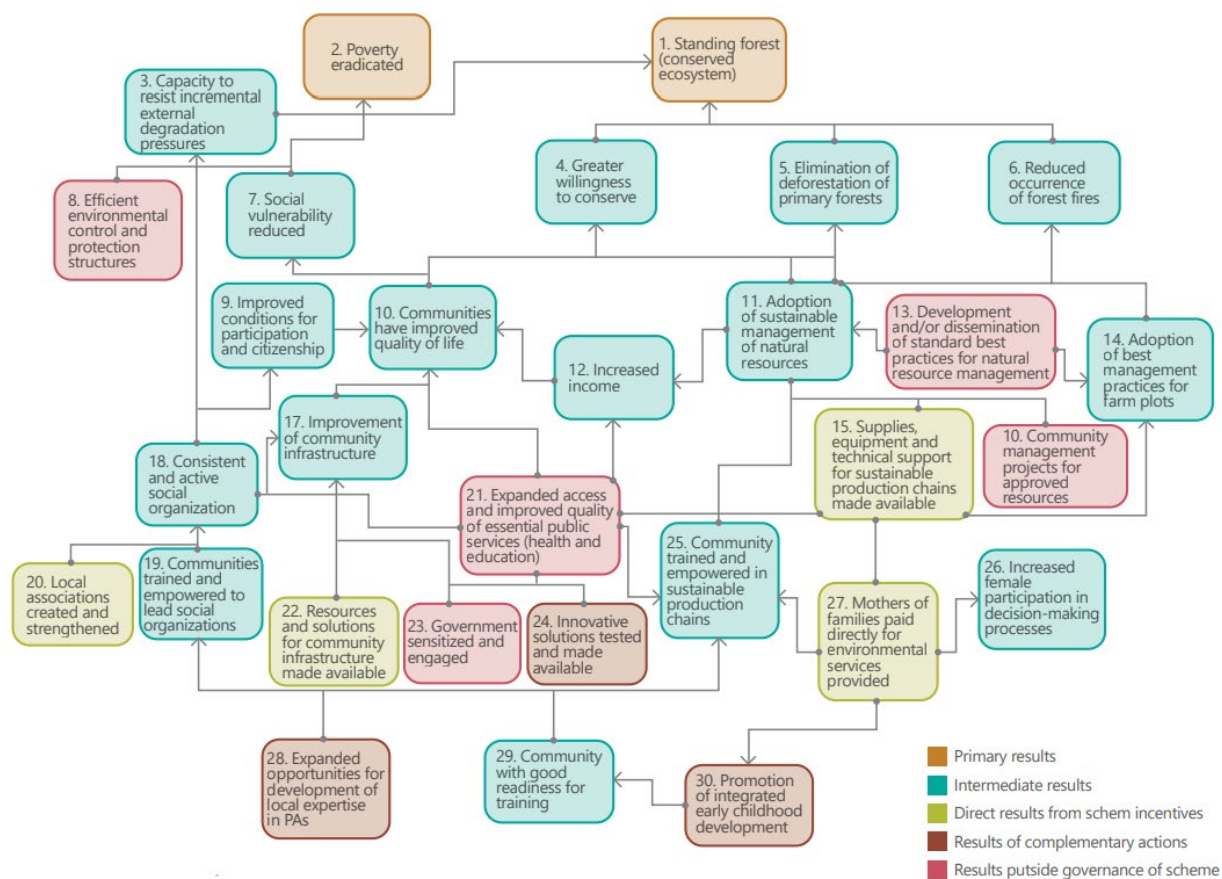 2. Poverty
eradicated
1. Standing forest
(conserved
ecosystem)
3. Capacity to
resist incremental
external
degradation
pressures
4. Greater
willingness
to conserve
5. Elimination of
deforestation of
primary forests
6. Reduced
occurrence
of forest fires
8. Efficient
environmental
control and
protection
structures
7. Social
vulnerability
reduced
9. Improved
conditions for
participation
and citizenship
10. Communities
have improved
quality of life
11. Adoption
of sustainable
management
of natural
resources
13. Development
and/or dissemination
of standard best
practices for natural
resource management
14. Adoption
of best
management
practices for
farm plots
12. Increased
income
17. Improvement
of community
infrastructure
15. Supplies,
equipment and
technical support
for sustainable
production chains
made available
10. Community
management
projects for
approved
resources
18. Consistent
and active
social
organization
21. Expanded access
and improved quality
of essential public
services (health and
education)
25. Community
trained and
empowered in
sustainable
production
chains
20. Local
associations
created and
strengthened
19. Communities
trained and
empowered to
lead social
organizations
22. Resources
and solutions
for community
infrastructure
made available
23. Government
sensitized and
engaged
24. Innovative
solutions tested
and made
available
27. Mothers of
families paid
directly for
environmental
services
provided
26. Increased
female
participation in
decision-making
processes
28. Expanded
opportunities for
development of
local expertise
in PAs
29. Community
with good
readiness for
training
30. Promotion
of integrated
early childhood
development
Primary results
Intermediate results
Direct results from schem incentives
Results of complementary actions
Results putside governance of scheme